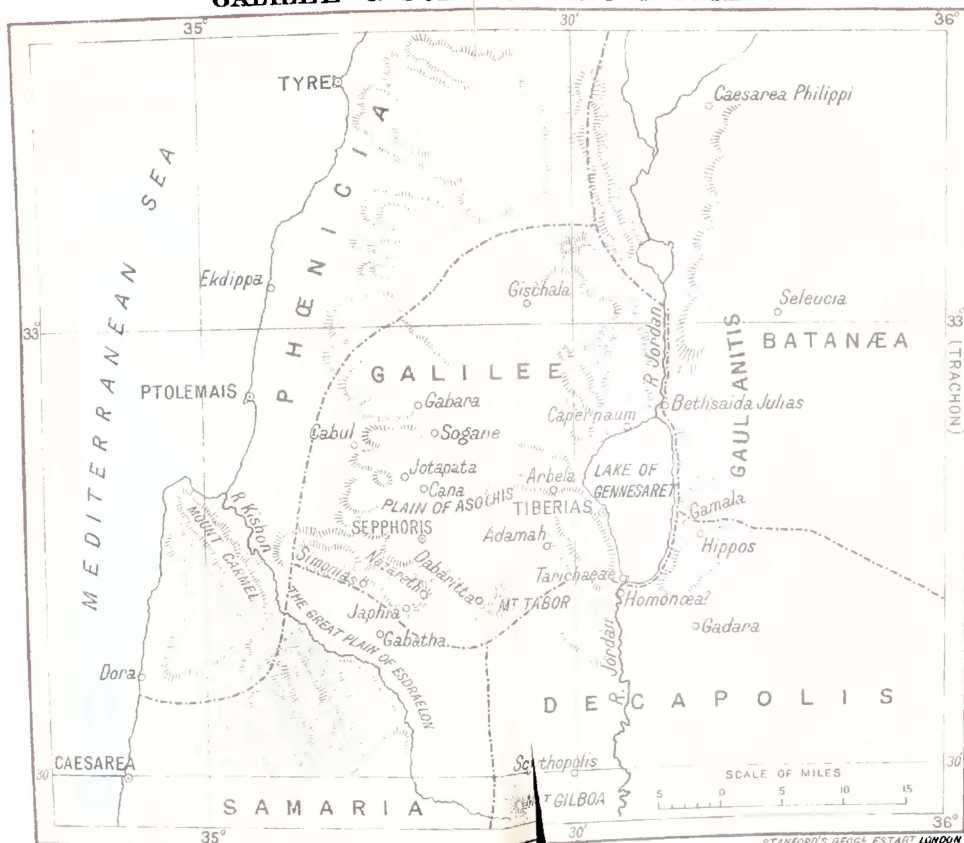 GALILEE
35°
30'
36°
TYRE
Caesarea Philippi
MEDITERRANEAN SEA
PHŒNICIA
Ekdippa
Gischala
Seleucia
33°
33°
R. Jordan
GAULANITIS
BATANÆA
(TRACHON)
GALILEE
PTOLEMAIS
Gabara
Capernaum
Bethsaida Julias
Cabul
Sogane
Jotapata
Arbela
LAKE OF
GENNESARET
Cana
PLAIN OF ASOCHIS
TIBERIAS
R. Kishon
MOUNT CARMEL
SEPPHORIS
Adamah
Gamala
Hippos
Simonias
Nazareth
Dabaritta
Tarichaeae
MT TABOR
Homonœa?
Japhia
Gabatha
Gadara
THE GREAT PLAIN OF ESDRAELON
R. Jordan
Dora
DECAPOLIS
CAESAREA
30'
30'
SCALE OF MILES
5 0 5 10 15
SAMARIA
MT GILBOA
35°
30'
36°
STANFORD'S GEOGL ESTABT LONDON